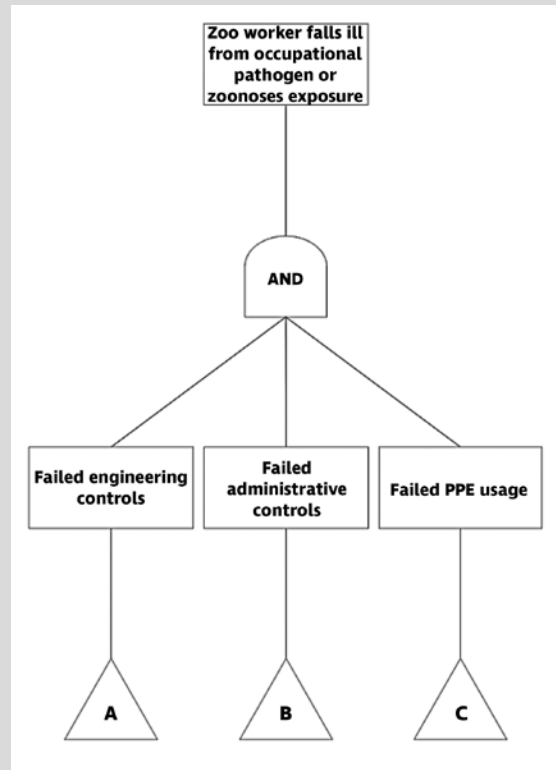 Zoo worker falls ill
from occupational
pathogen or
zoonoses exposure
AND
Failed engineering
controls
Failed
administrative
controls
Failed PPE usage
A
B
C